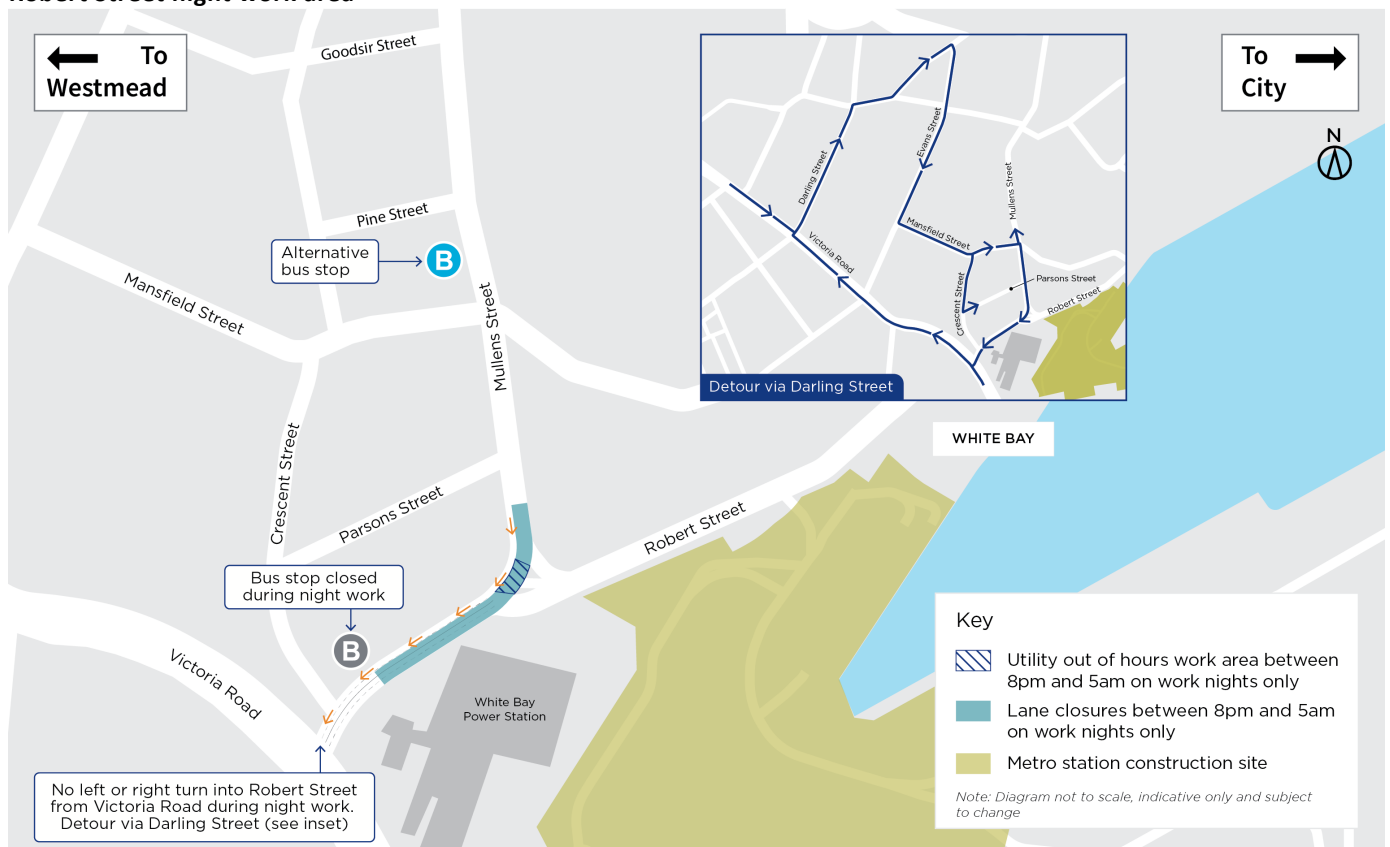 Robert Street night work area
To
Westmead
To
City
N
Goodsir Street
Pine Street
Alternative
bus stop
B
Mansfield Street
Mullens Street
Crescent Street
Parsons Street
Robert Street
Bus stop closed
during night work
B
Victoria Road
White Bay
Power Station
No left or right turn into Robert Street
from Victoria Road during night work.
Detour via Darling Street (see inset)
Darling Street
Evans Street
Mullens Street
Mansfield Street
Victoria Road
Crescent Street
Parsons Street
Robert Street
Detour via Darling Street
WHITE BAY
Key
Utility out of hours work area between
8pm and 5am on work nights only
Lane closures between 8pm and 5am
on work nights only
Metro station construction site
Note: Diagram not to scale, indicative only and subject
to change